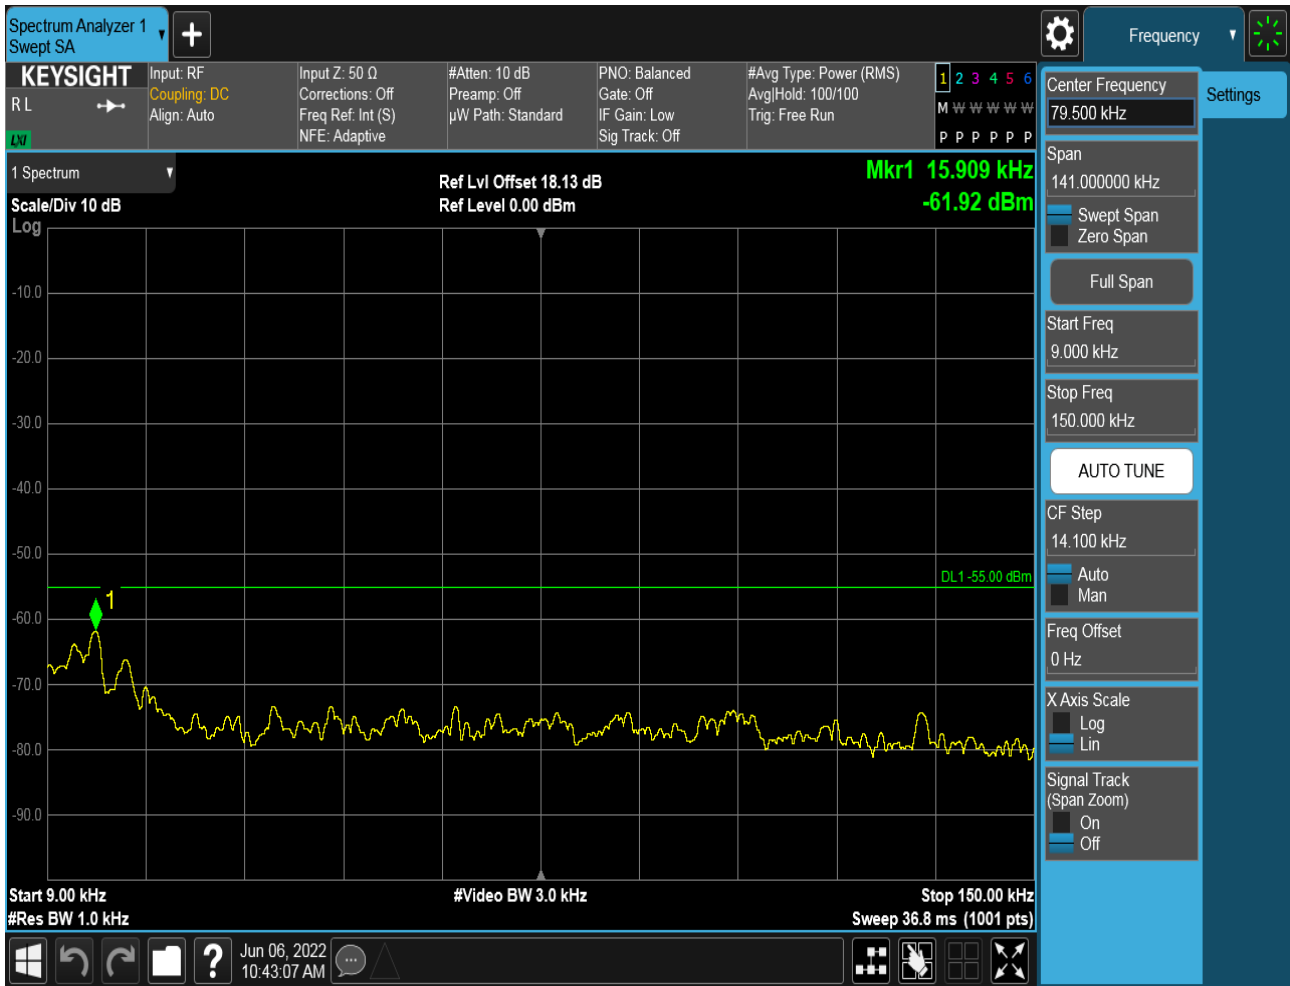 Spectrum Analyzer 1
Swept SA
Frequency
KEYSIGHT
R L
LXI
Input: RF
Coupling: DC
Align: Auto
Input Z: 50 Ω
Corrections: Off
Freq Ref: Int (S)
NFE: Adaptive
#Atten: 10 dB
Preamp: Off
µW Path: Standard
PNO: Balanced
Gate: Off
IF Gain: Low
Sig Track: Off
#Avg Type: Power (RMS)
Avg|Hold: 100/100
Trig: Free Run
1 2 3 4 5 6
M W W W W W
P P P P P P
1 Spectrum
Scale/Div 10 dB
Log
Ref Lvl Offset 18.13 dB
Ref Level 0.00 dBm
Mkr1 15.909 kHz
-61.92 dBm
-10.0
-20.0
-30.0
-40.0
-50.0
-60.0
-70.0
-80.0
-90.0
DL1 -55.00 dBm
1
Start 9.00 kHz
#Video BW 3.0 kHz
Stop 150.00 kHz
#Res BW 1.0 kHz
Sweep 36.8 ms (1001 pts)
?
Jun 06, 2022
10:43:07 AM
Center Frequency
79.500 kHz
Settings
Span
141.000000 kHz
Swept Span
Zero Span
Full Span
Start Freq
9.000 kHz
Stop Freq
150.000 kHz
AUTO TUNE
CF Step
14.100 kHz
Auto
Man
Freq Offset
0 Hz
X Axis Scale
Log
Lin
Signal Track
(Span Zoom)
On
Off